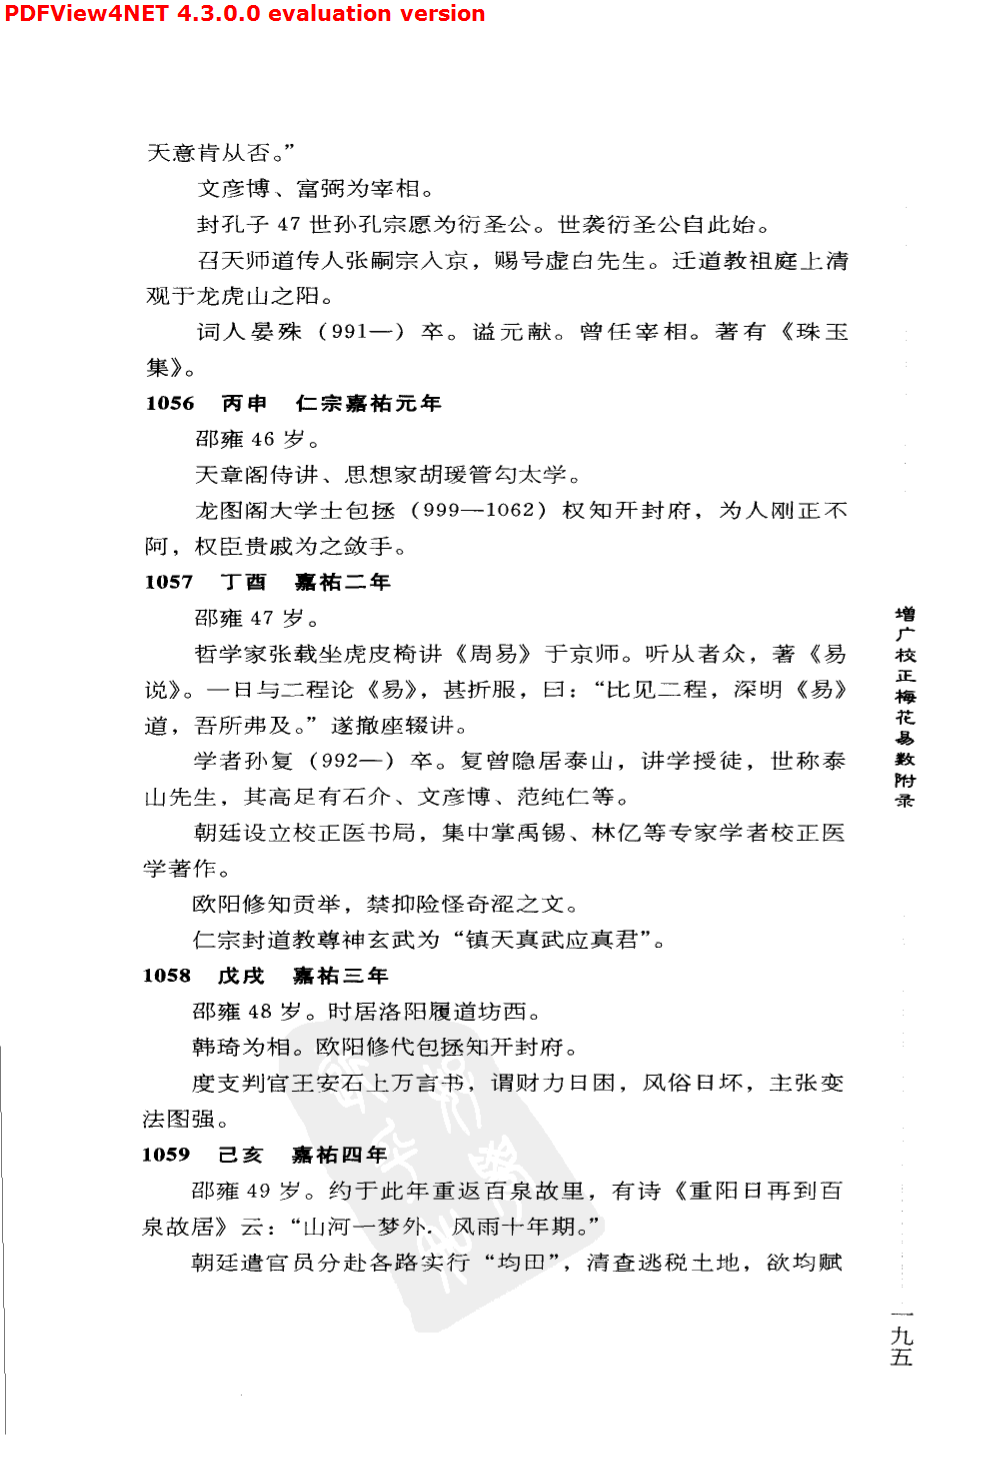 PDFView4NET 4.3.0.0 evaluation version
天意肯从否。”
文彦博、富弼为宰相。
封孔子 47 世孙孔宗愿为衍圣公。世袭衍圣公自此始。
召天师道传人张嗣宗入京，赐号虚白先生。迁道教祖庭上清
观于龙虎山之阳。
词人晏殊（991—）卒。谥元献。曾任宰相。著有《珠玉
集》。
1056 丙申 仁宗嘉祐元年
邵雍 46 岁。
天章阁侍讲、思想家胡瑗管勾太学。
龙图阁大学士包拯（999—1062）权知开封府，为人刚正不
阿，权臣贵戚为之敛手。
1057 丁酉 嘉祐二年
邵雍 47 岁。
哲学家张载坐虎皮椅讲《周易》于京师。听从者众，著《易
说》。一日与二程论《易》，甚折服，曰：“比见二程，深明《易》
道，吾所弗及。”遂撤座辍讲。
学者孙复（992—）卒。复曾隐居泰山，讲学授徒，世称泰
山先生，其高足有石介、文彦博、范纯仁等。
朝廷设立校正医书局，集中掌禹锡、林亿等专家学者校正医
学著作。
欧阳修知贡举，禁抑险怪奇涩之文。
仁宗封道教尊神玄武为“镇天真武应真君”。
1058 戊戌 嘉祐三年
邵雍 48 岁。时居洛阳履道坊西。
韩琦为相。欧阳修代包拯知开封府。
度支判官王安石上万言书，谓财力日困，风俗日坏，主张变
法图强。
1059 己亥 嘉祐四年
邵雍 49 岁。约于此年重返百泉故里，有诗《重阳日再到百
泉故居》云：“山河一梦外．风雨十年期。”
朝廷遣官员分赴各路实行“均田”，清查逃税土地，欲均赋
增广校正梅花易数附录
一九五